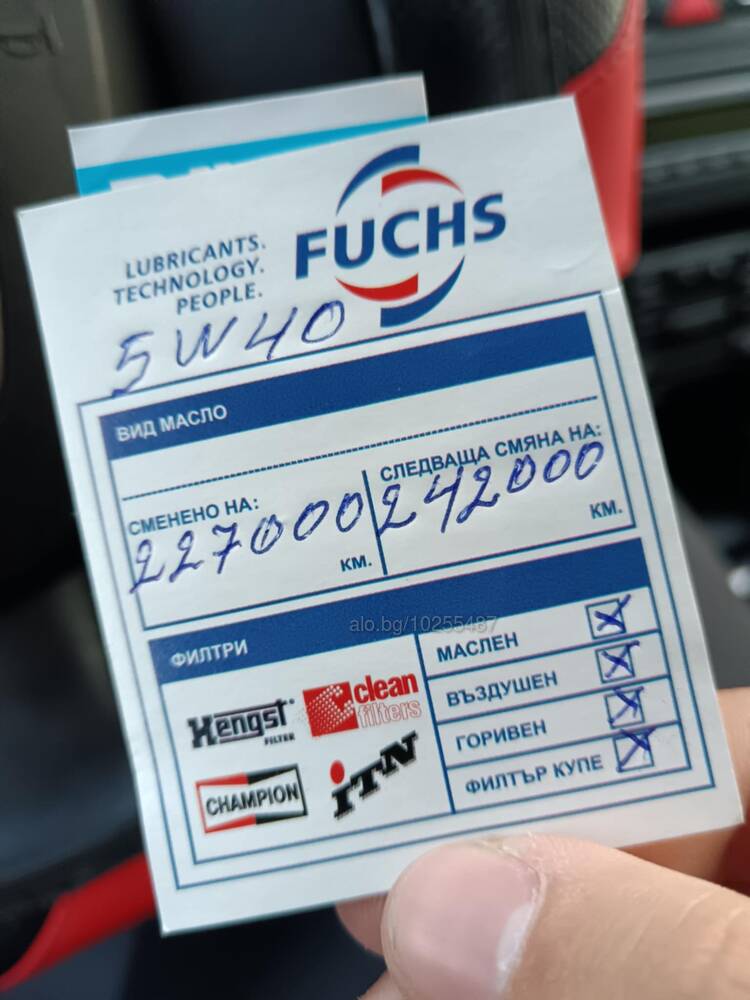 LUBRICANTS.
TECHNOLOGY.
PEOPLE.
FUCHS
5W40
ВИД МАСЛО
СМЕНЕНО НА:
227000
КМ.
СЛЕДВАЩА СМЯНА НА:
242000
КМ.
alo.bg/10255487
ФИЛТРИ
Hengst
FILTER
clean
filters
CHAMPION
iTN
МАСЛЕН
ВЪЗДУШЕН
ГОРИВЕН
ФИЛТЪР КУПЕ